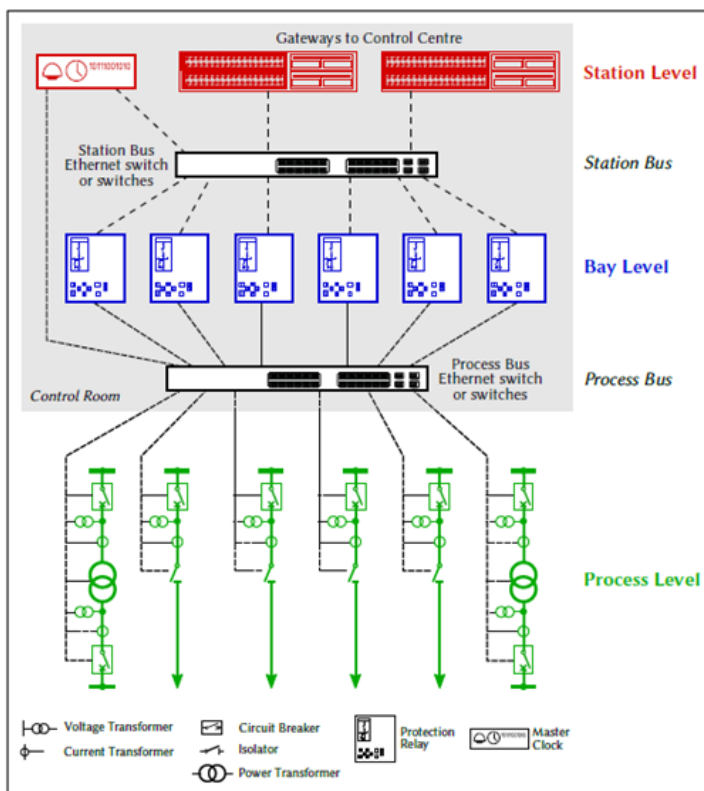 Gateways to Control Centre
10111001010
Station Level
Station Bus
Ethernet switch
or switches
Station Bus
Bay Level
Process Bus
Ethernet switch
or switches
Process Bus
Control Room
Process Level
Voltage Transformer
Circuit Breaker
Protection
Relay
Master
Clock
Current Transformer
Isolator
Power Transformer